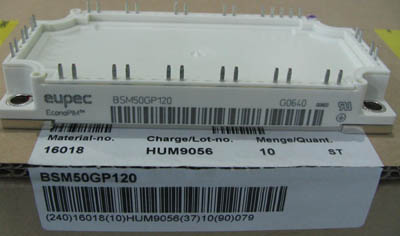 eupec
BSM50GP120
G0640
EconoPIM™
Material-no. Charge/Lot-no. Menge/Quant.
16018 HUM9056 10 ST
BSM50GP120
(240)16018(10)HUM9056(37)10(90)079